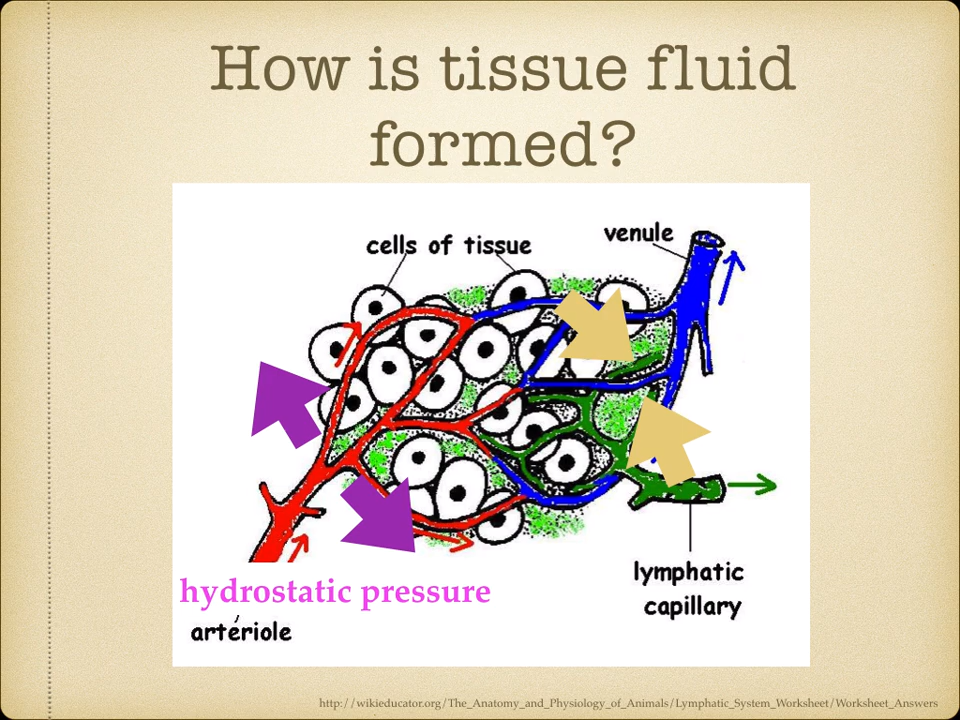 How is tissue fluid
formed?
cells of tissue
venule
lymphatic
capillary
hydrostatic pressure
arteriole
http://wikieducator.org/The_Anatomy_and_Physiology_of_Animals/Lymphatic_System_Worksheet/Worksheet_Answers